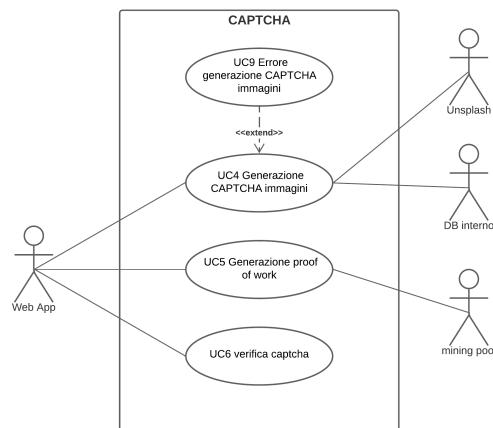 CAPTCHA
UC9 Errore
generazione CAPTCHA
immagini
<<extend>>
UC4 Generazione
CAPTCHA immagini
UC5 Generazione proof
of work
UC6 verifica captcha
Web App
Unsplash
DB interno
mining poo